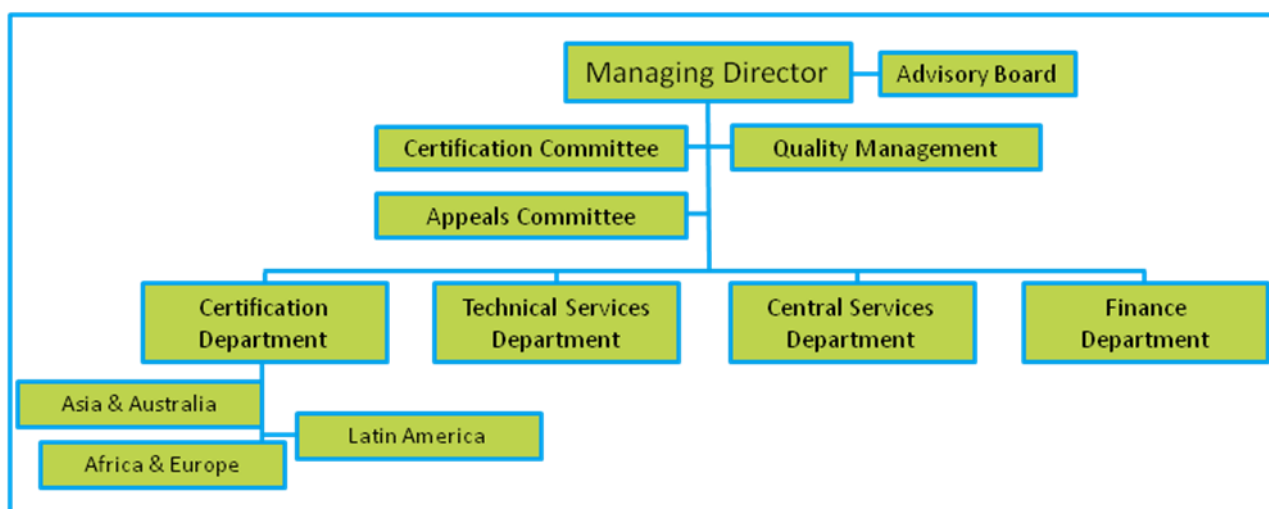 Managing Director
Advisory Board
Certification Committee
Quality Management
Appeals Committee
Certification
Department
Technical Services
Department
Central Services
Department
Finance
Department
Asia & Australia
Latin America
Africa & Europe